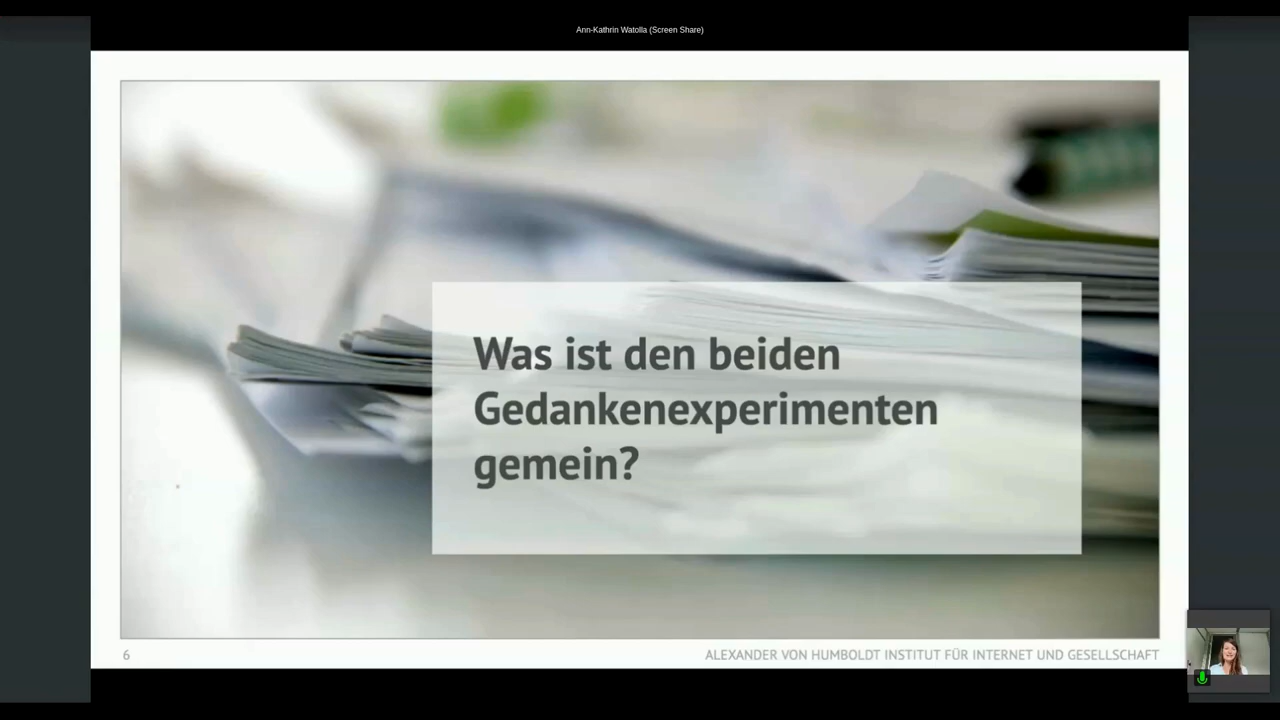 Ann-Kathrin Watolla (Screen Share)
Was ist den beiden
Gedankenexperimenten
gemein?
6
ALEXANDER VON HUMBOLDT INSTITUT FÜR INTERNET UND GESELLSCHAFT